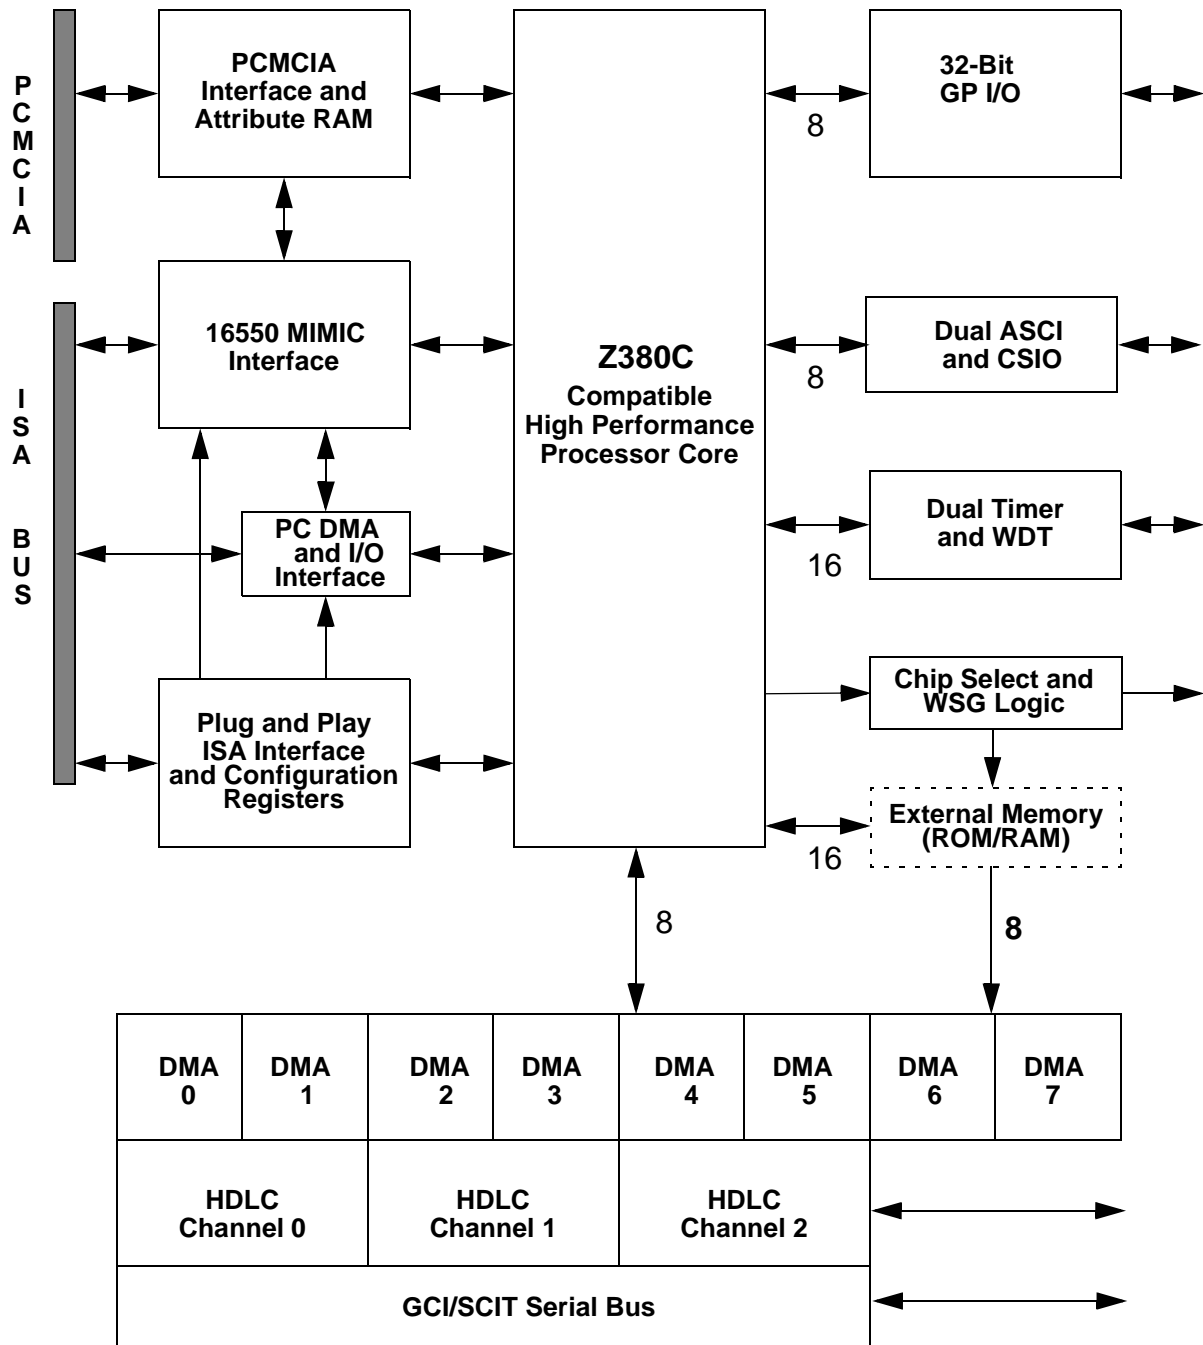 P
C
M
C
I
A
PCMCIA
Interface and
Attribute RAM
32-Bit
GP I/O
8
I
S
A
B
U
S
16550 MIMIC
Interface
Z380C
Compatible
High Performance
Processor Core
Dual ASCI
and CSIO
8
PC DMA
and I/O
Interface
Dual Timer
and WDT
16
Plug and Play
ISA Interface
and Configuration
Registers
Chip Select and
WSG Logic
External Memory
(ROM/RAM)
16
8
8
DMA
0
DMA
1
DMA
2
DMA
3
DMA
4
DMA
5
DMA
6
DMA
7
HDLC
Channel 0
HDLC
Channel 1
HDLC
Channel 2
GCI/SCIT Serial Bus